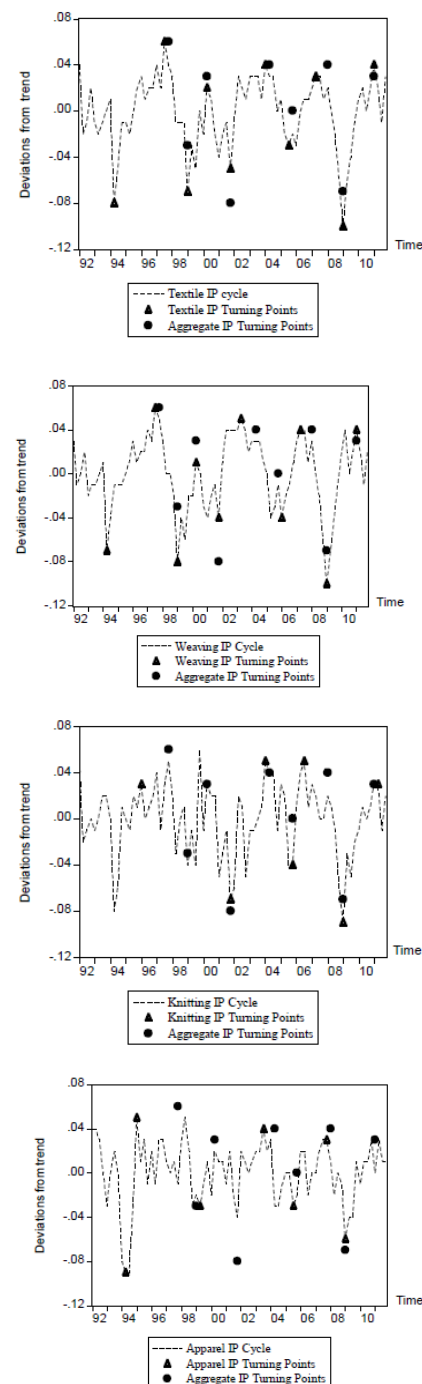 .08
.04
.00
-.04
-.08
-.12
Deviations from trend
92 94 96 98 00 02 04 06 08 10
Time
Textile IP cycle
Textile IP Turning Points
Aggregate IP Turning Points
.08
.04
.00
-.04
-.08
-.12
Deviations from trend
92 94 96 98 00 02 04 06 08 10
Time
Weaving IP Cycle
Weaving IP Turning Points
Aggregate IP Turning Points
.08
.04
.00
-.04
-.08
-.12
Deviations from trend
92 94 96 98 00 02 04 06 08 10
Time
Knitting IP Cycle
Knitting IP Turning Points
Aggregate IP Turning Points
.08
.04
.00
-.04
-.08
-.12
Deviations from trend
92 94 96 98 00 02 04 06 08 10
Time
Apparel IP Cycle
Apparel IP Turning Points
Aggregate IP Turning Points